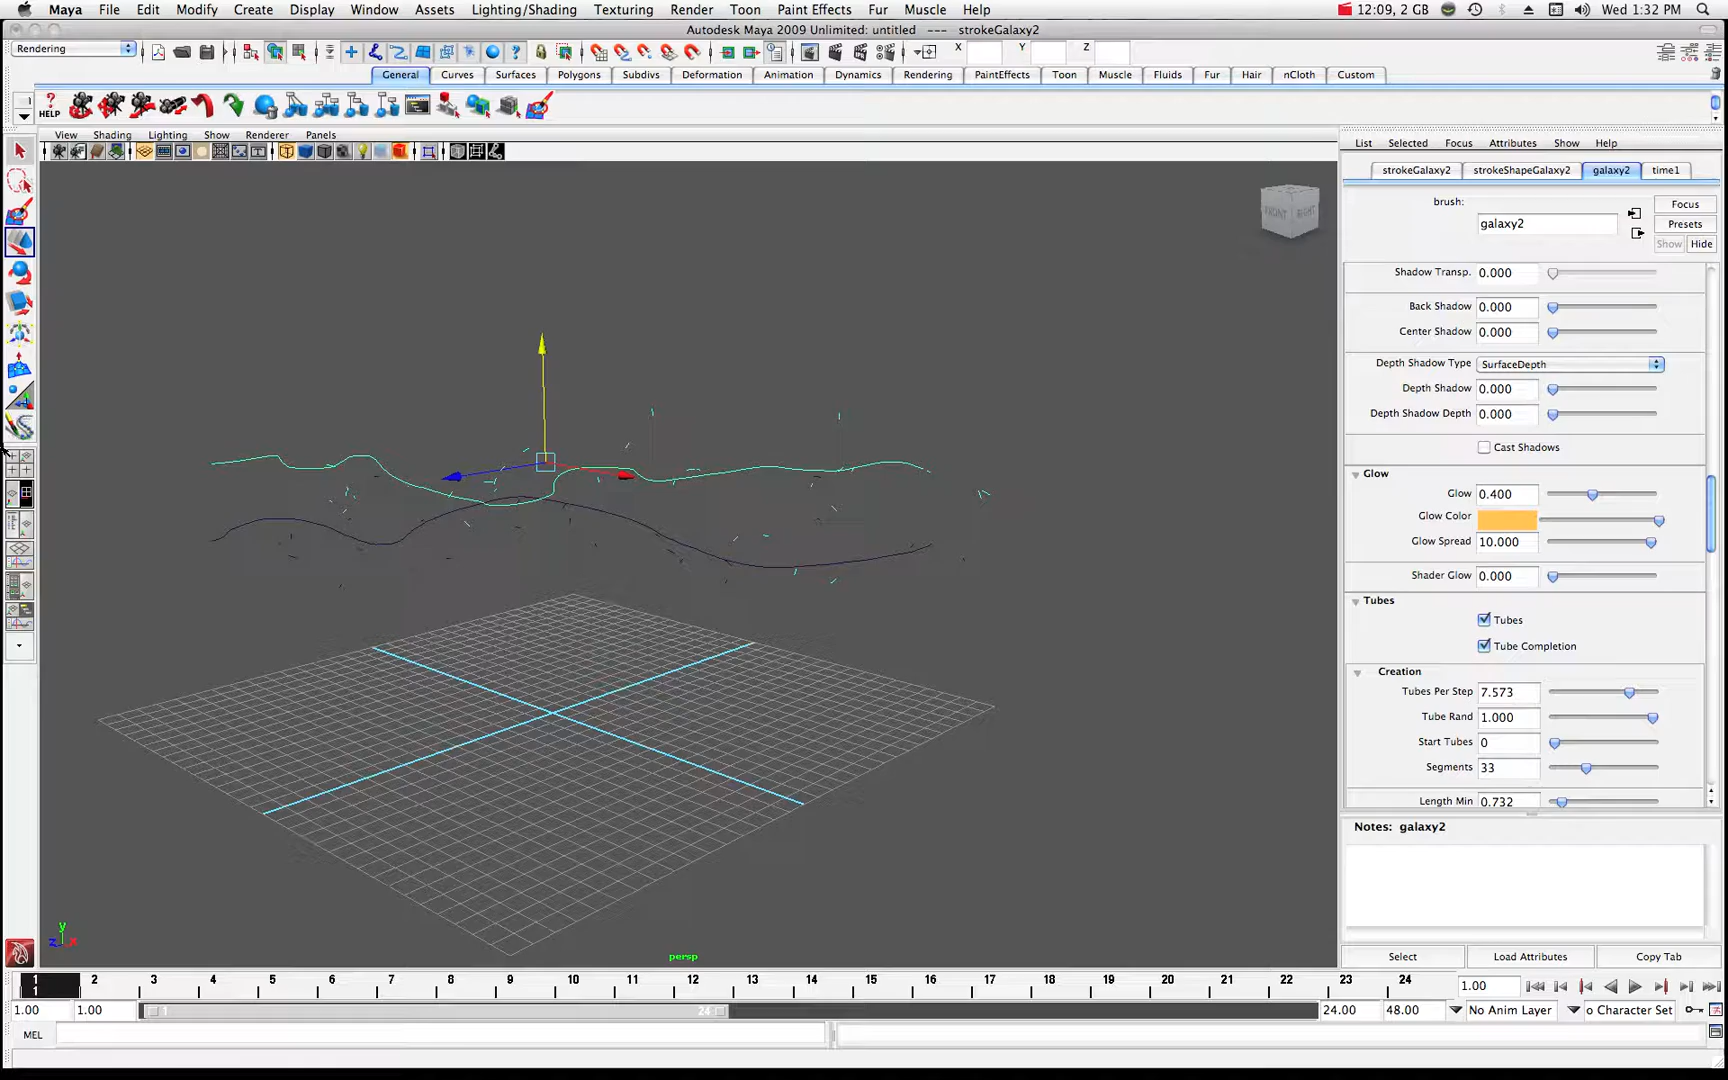 Maya File Edit Modify Create Display Window Assets Lighting/Shading Texturing Render Toon Paint Effects Fur Muscle Help 12:09, 2 GB Wed 1:32 PM
Autodesk Maya 2009 Unlimited: untitled --- strokeGalaxy2
Rendering X Y Z
General Curves Surfaces Polygons Subdivs Deformation Animation Dynamics Rendering PaintEffects Toon Muscle Fluids Fur Hair nCloth Custom
? HELP
View Shading Lighting Show Renderer Panels
List Selected Focus Attributes Show Help
strokeGalaxy2 strokeShapeGalaxy2 galaxy2 time1
brush: Focus
galaxy2 Presets
Show Hide
FRONT RIGHT
Shadow Transp. 0.000
Back Shadow 0.000
Center Shadow 0.000
Depth Shadow Type SurfaceDepth
Depth Shadow 0.000
Depth Shadow Depth 0.000
Cast Shadows
Glow
Glow 0.400
Glow Color
Glow Spread 10.000
Shader Glow 0.000
Tubes
Tubes
Tube Completion
Creation
Tubes Per Step 7.573
Tube Rand 1.000
Start Tubes 0
Segments 33
Length Min 0.732
Notes: galaxy2
y
z x
persp
Select Load Attributes Copy Tab
1 2 3 4 5 6 7 8 9 10 11 12 13 14 15 16 17 18 19 20 21 22 23 24
1 1.00
1.00 1.00 1 24 24.00 48.00 No Anim Layer o Character Set
MEL